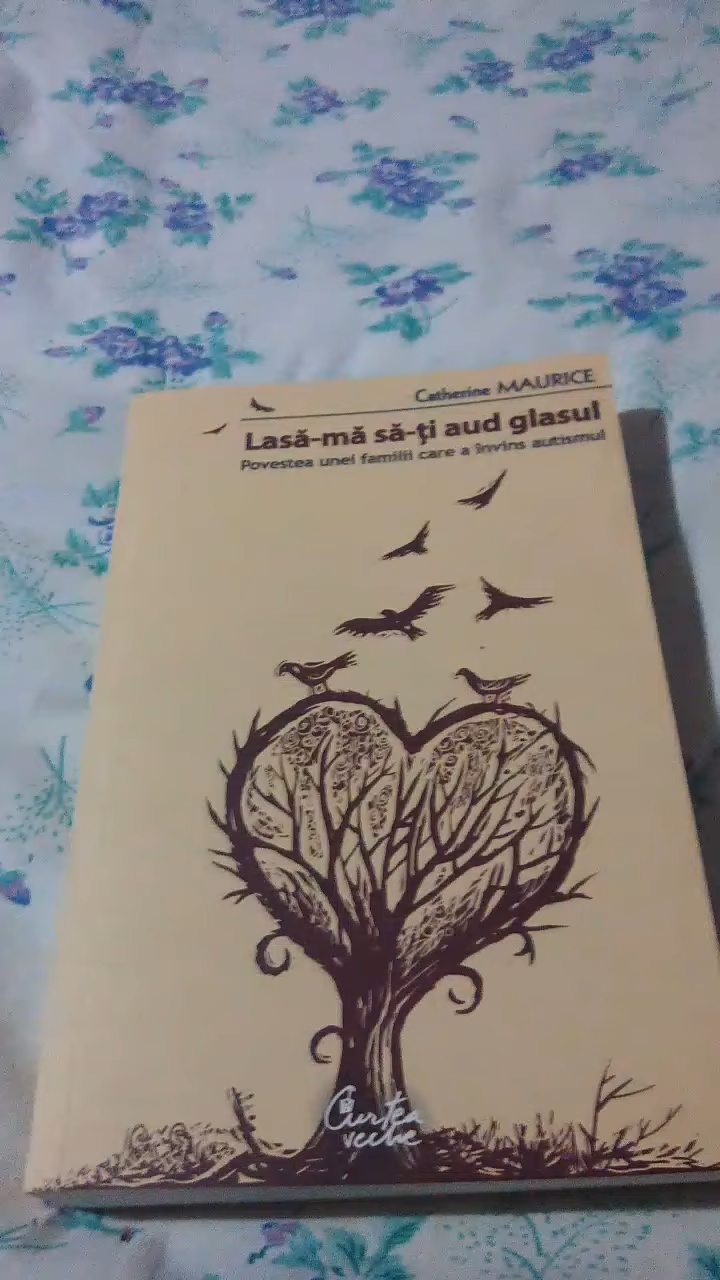 Catherine MAURICE
Lasă-mă să-ți aud glasul
Povestea unei familii care a învins autismul
Curtea
veche